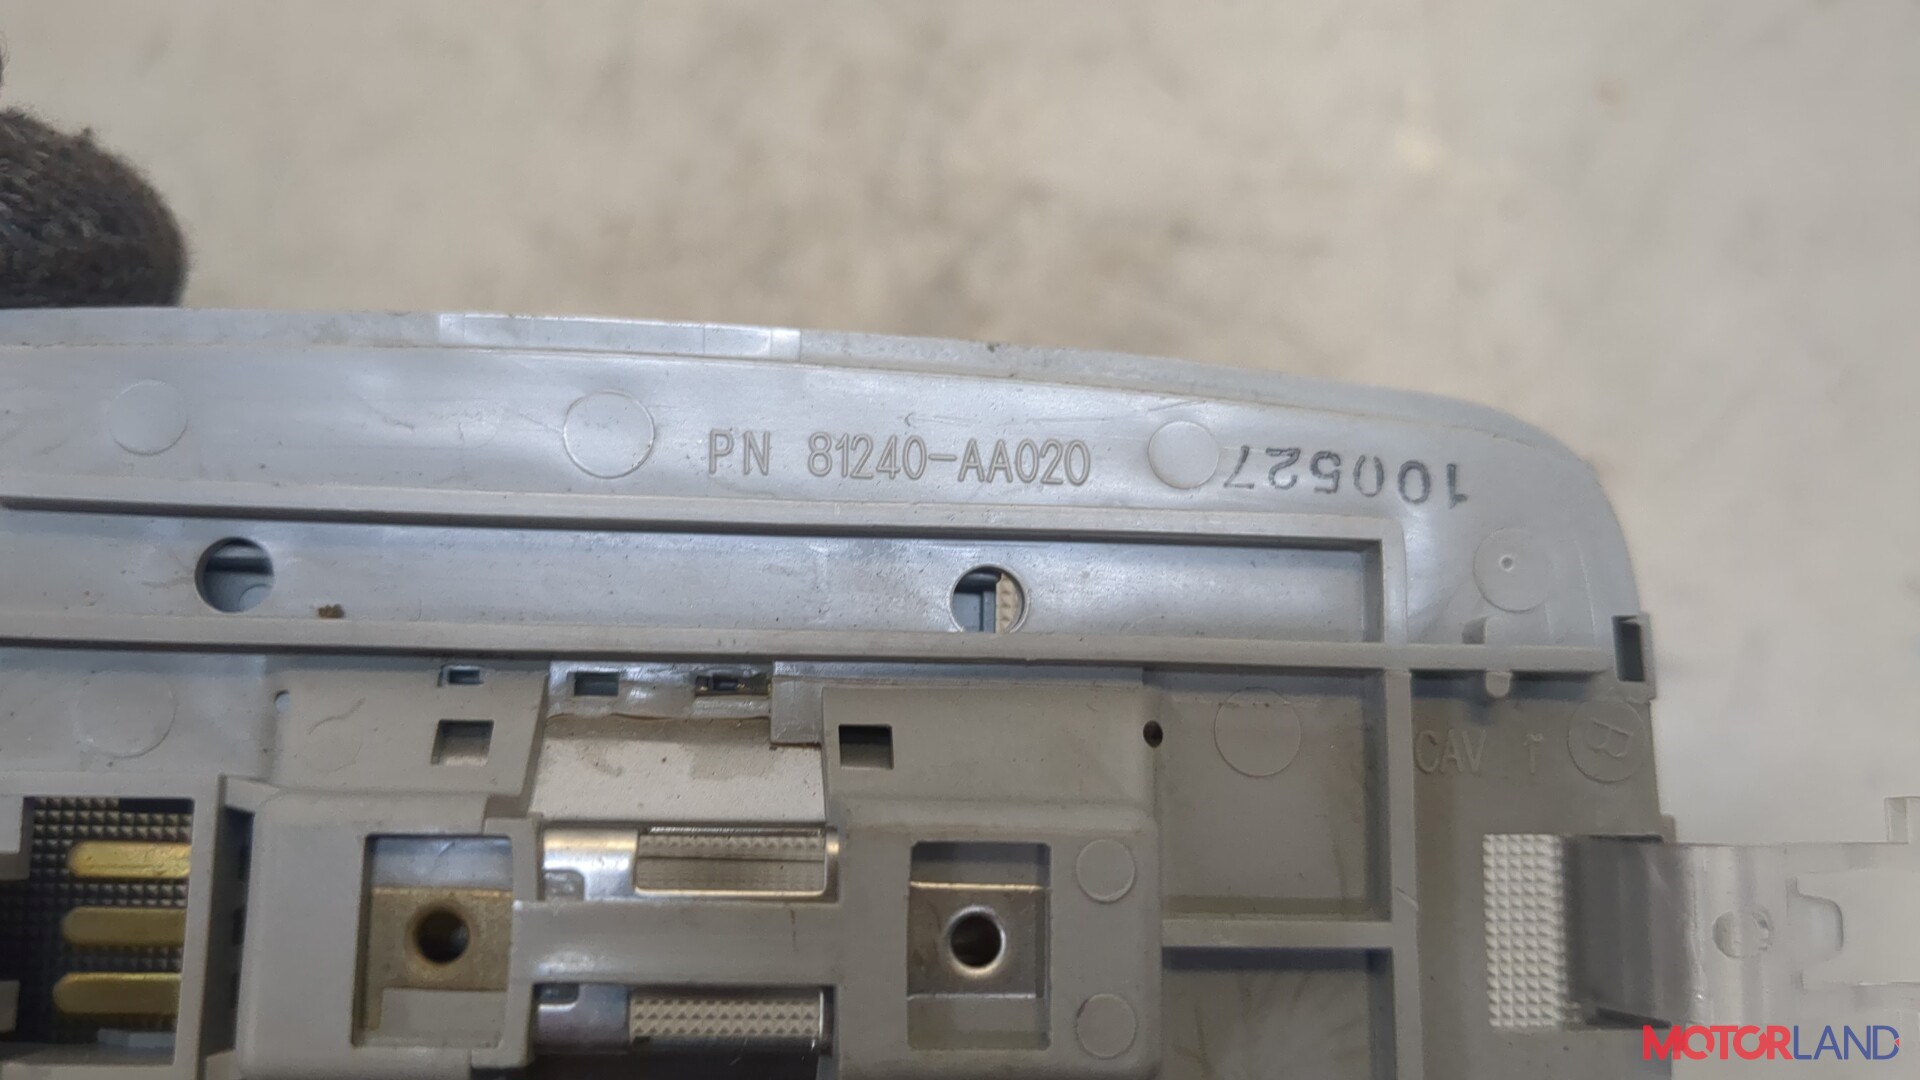 PN 81240-AA020
100527
CAV 1
B
MOTORLAND